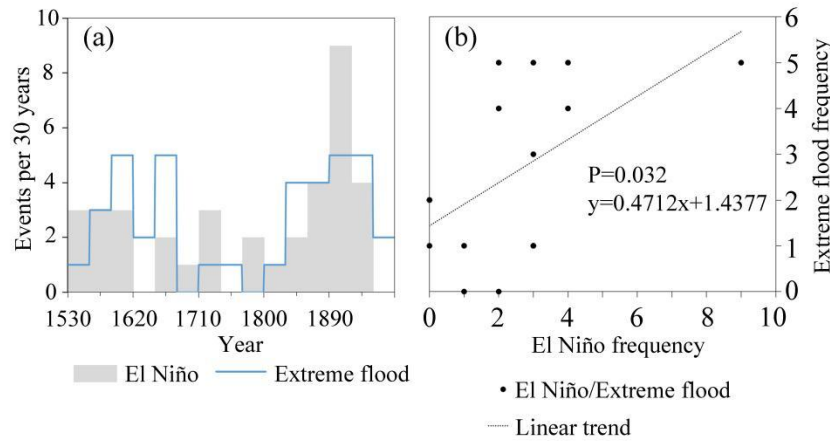 (a)
10
8
6
4
2
0
Events per 30 years
1530 1620 1710 1800 1890
Year
El Niño Extreme flood
(b)
6
5
4
3
2
1
0
Extreme flood frequency
P=0.032
y=0.4712x+1.4377
0 2 4 6 8 10
El Niño frequency
El Niño/Extreme flood
Linear trend